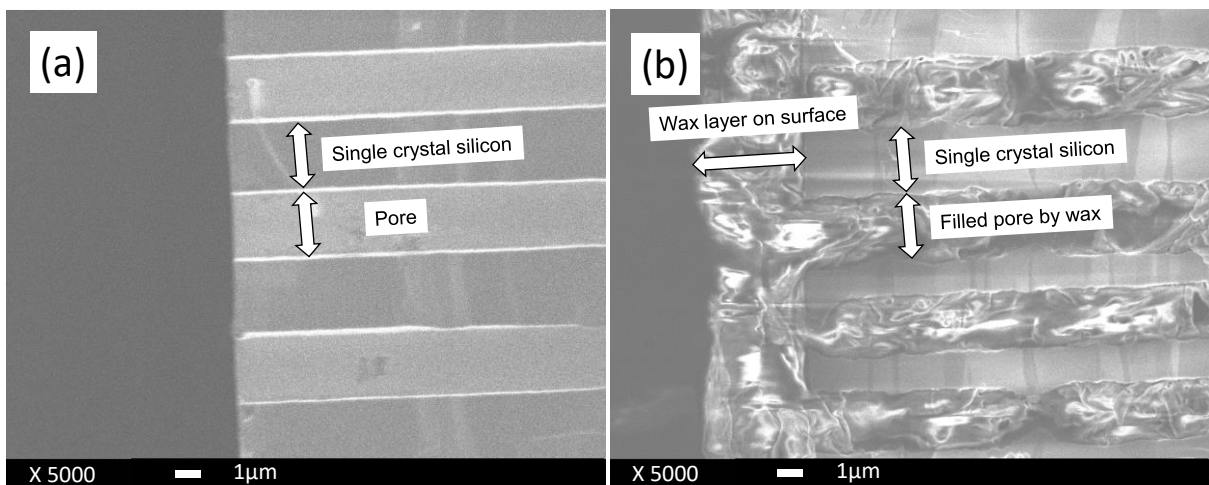 (a)
Single crystal silicon
Pore
X 5000
1μm
(b)
Wax layer on surface
Single crystal silicon
Filled pore by wax
X 5000
1μm